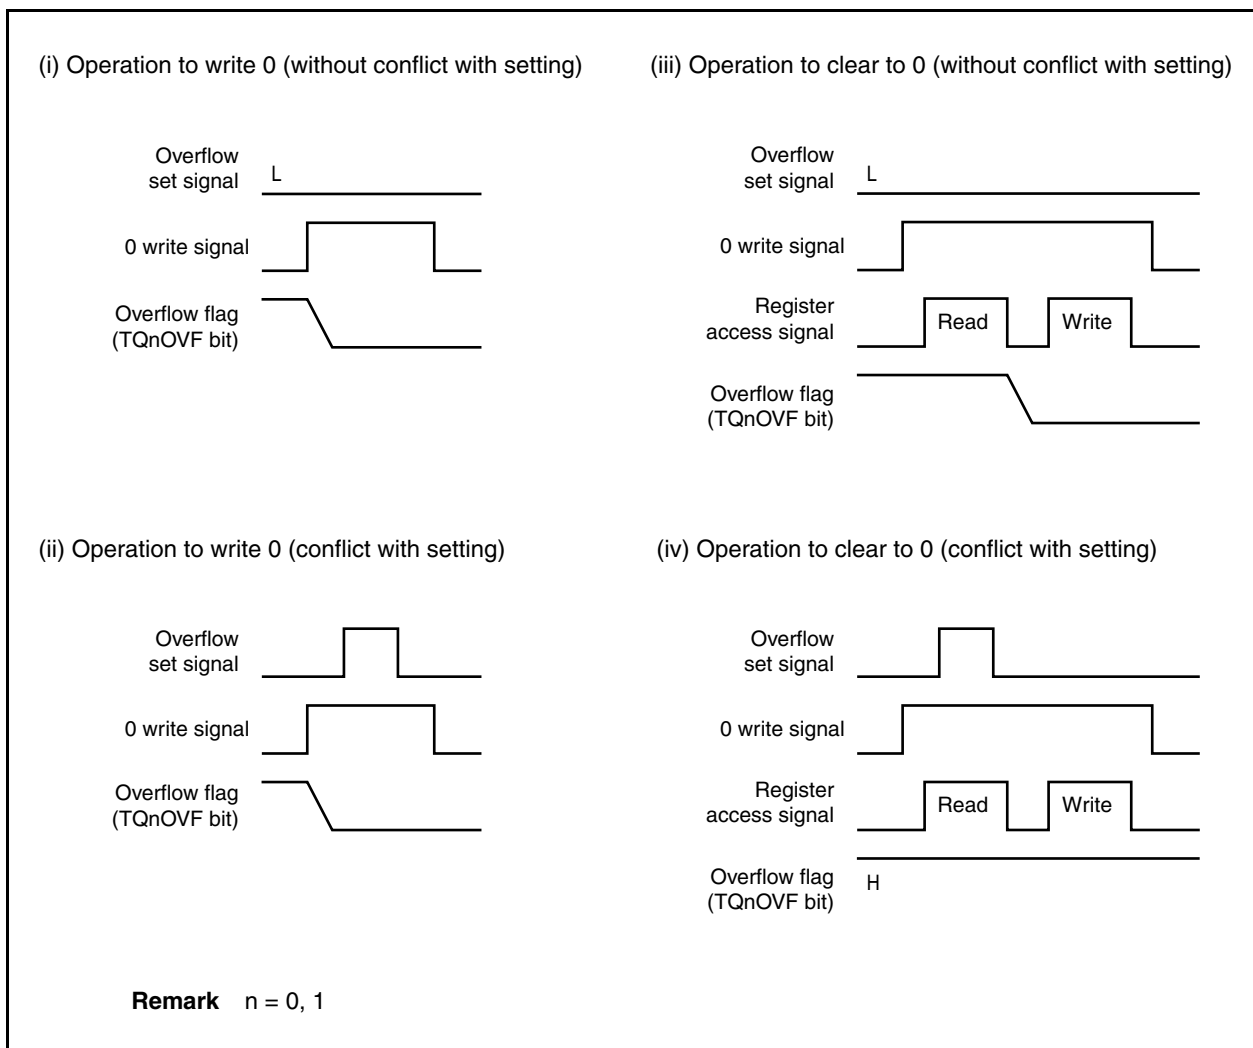 (i) Operation to write 0 (without conflict with setting)
Overflow
set signal
L
0 write signal
Overflow flag
(TQnOVF bit)
(iii) Operation to clear to 0 (without conflict with setting)
Overflow
set signal
L
0 write signal
Register
access signal
Read
Write
Overflow flag
(TQnOVF bit)
(ii) Operation to write 0 (conflict with setting)
Overflow
set signal
0 write signal
Overflow flag
(TQnOVF bit)
(iv) Operation to clear to 0 (conflict with setting)
Overflow
set signal
0 write signal
Register
access signal
Read
Write
Overflow flag
(TQnOVF bit)
H
Remark n = 0, 1